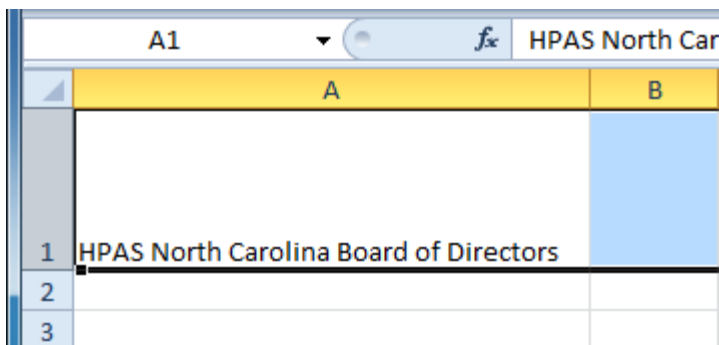 A1 fx HPAS North Car
A B
1 HPAS North Carolina Board of Directors
2
3